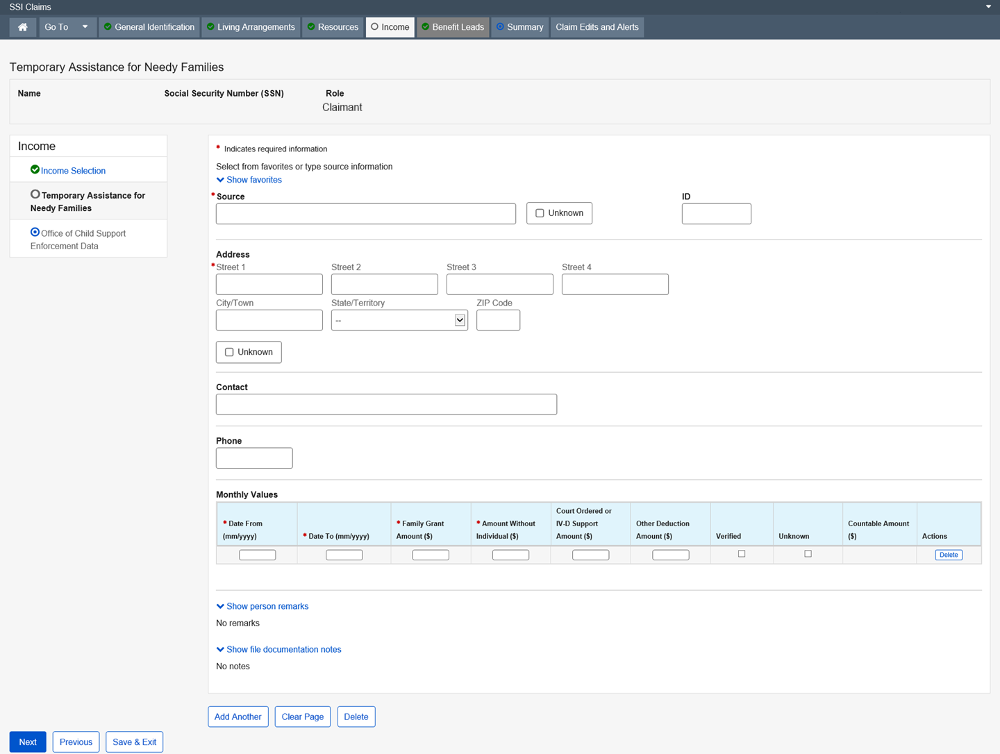 SSI Claims
Go To General Identification Living Arrangements Resources Income Benefit Leads Summary Claim Edits and Alerts
Temporary Assistance for Needy Families
Name Social Security Number (SSN) Role
Claimant
Income
Income Selection
Temporary Assistance for
Needy Families
Office of Child Support
Enforcement Data
* Indicates required information
Select from favorites or type source information
Show favorites
* Source ID
Unknown
Address
* Street 1 Street 2 Street 3 Street 4
City/Town State/Territory ZIP Code
--
Unknown
Contact
Phone
Monthly Values
* Date From
(mm/yyyy)
* Date To (mm/yyyy)
* Family Grant
Amount ($)
* Amount Without
Individual ($)
Court Ordered or
IV-D Support
Amount ($)
Other Deduction
Amount ($)
Verified
Unknown
Countable Amount
($)
Actions
Delete
Show person remarks
No remarks
Show file documentation notes
No notes
Add Another Clear Page Delete
Next Previous Save & Exit